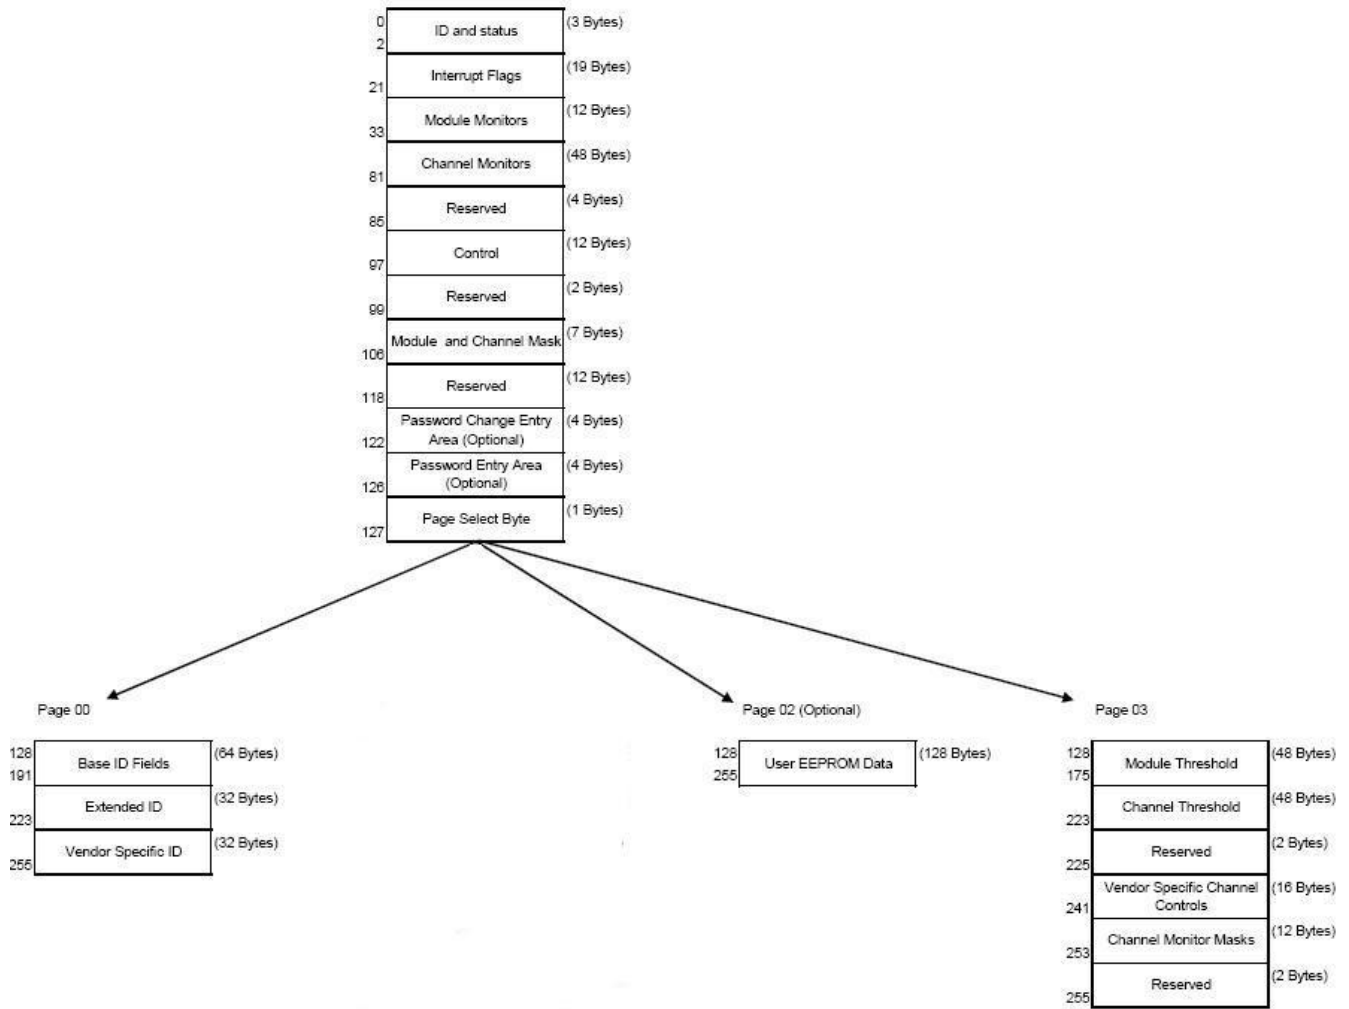 0
ID and status
(3 Bytes)
2
Interrupt Flags
(19 Bytes)
21
Module Monitors
(12 Bytes)
33
Channel Monitors
(48 Bytes)
81
Reserved
(4 Bytes)
85
Control
(12 Bytes)
97
Reserved
(2 Bytes)
99
Module and Channel Mask
(7 Bytes)
106
Reserved
(12 Bytes)
118
Password Change Entry
Area (Optional)
(4 Bytes)
122
Password Entry Area
(Optional)
(4 Bytes)
126
Page Select Byte
(1 Bytes)
127
Page 00
128
Base ID Fields
(64 Bytes)
191
Extended ID
(32 Bytes)
223
Vendor Specific ID
(32 Bytes)
255
Page 02 (Optional)
128
User EEPROM Data
(128 Bytes)
255
Page 03
128
Module Threshold
(48 Bytes)
175
Channel Threshold
(48 Bytes)
223
Reserved
(2 Bytes)
225
Vendor Specific Channel
Controls
(16 Bytes)
241
Channel Monitor Masks
(12 Bytes)
253
Reserved
(2 Bytes)
255